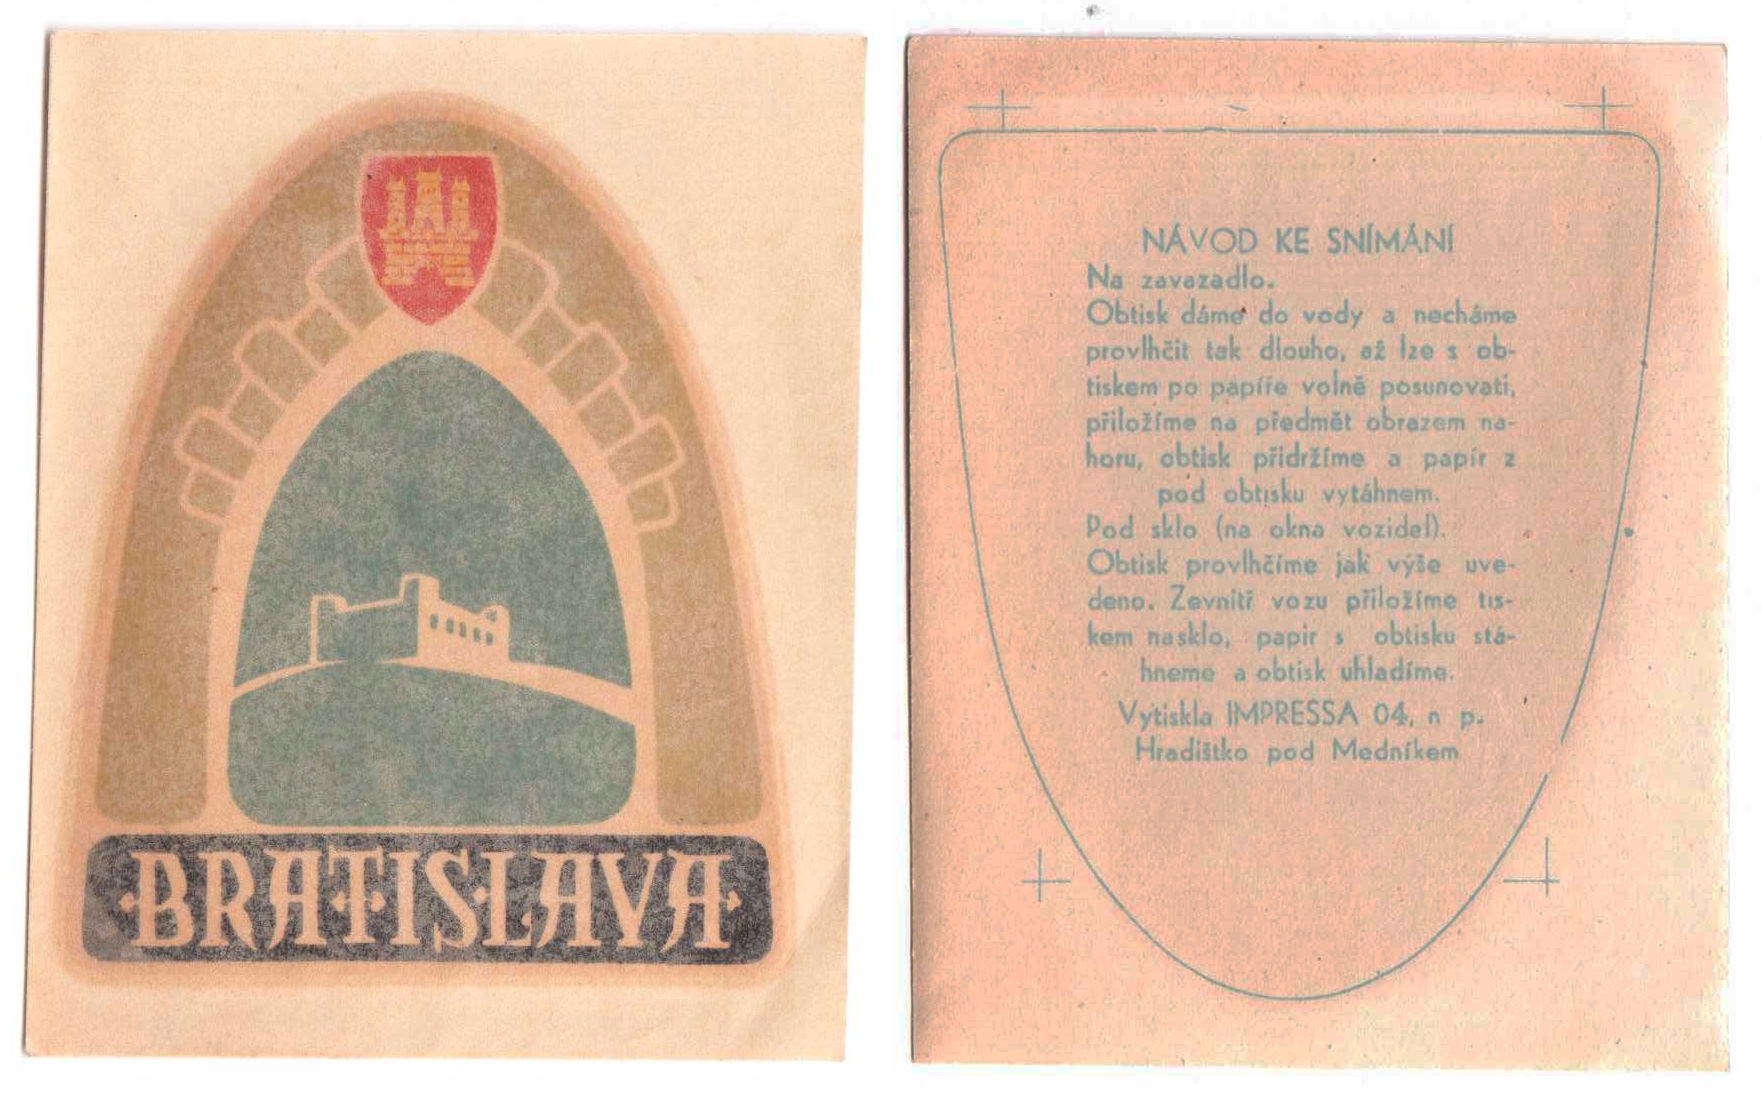 BRATISLAVA
NÁVOD KE SNÍMÁNÍ
Na zavazadlo.
Obtisk dáme do vody a necháme
provlhčit tak dlouho, až lze s ob-
tiskem po papíře volně posunovati,
přiložíme na předmět obrazem na-
horu, obtisk přidržíme a papír z
pod obtisku vytáhnem.
Pod sklo (na okna vozidel).
Obtisk provlhčíme jak výše uve-
deno. Zevnitř vozu přiložíme tis-
kem nasklo, papir s obtisku stá-
hneme a obtisk uhladíme.
Vytiskla IMPRESSA 04, n p.
Hradištko pod Medníkem